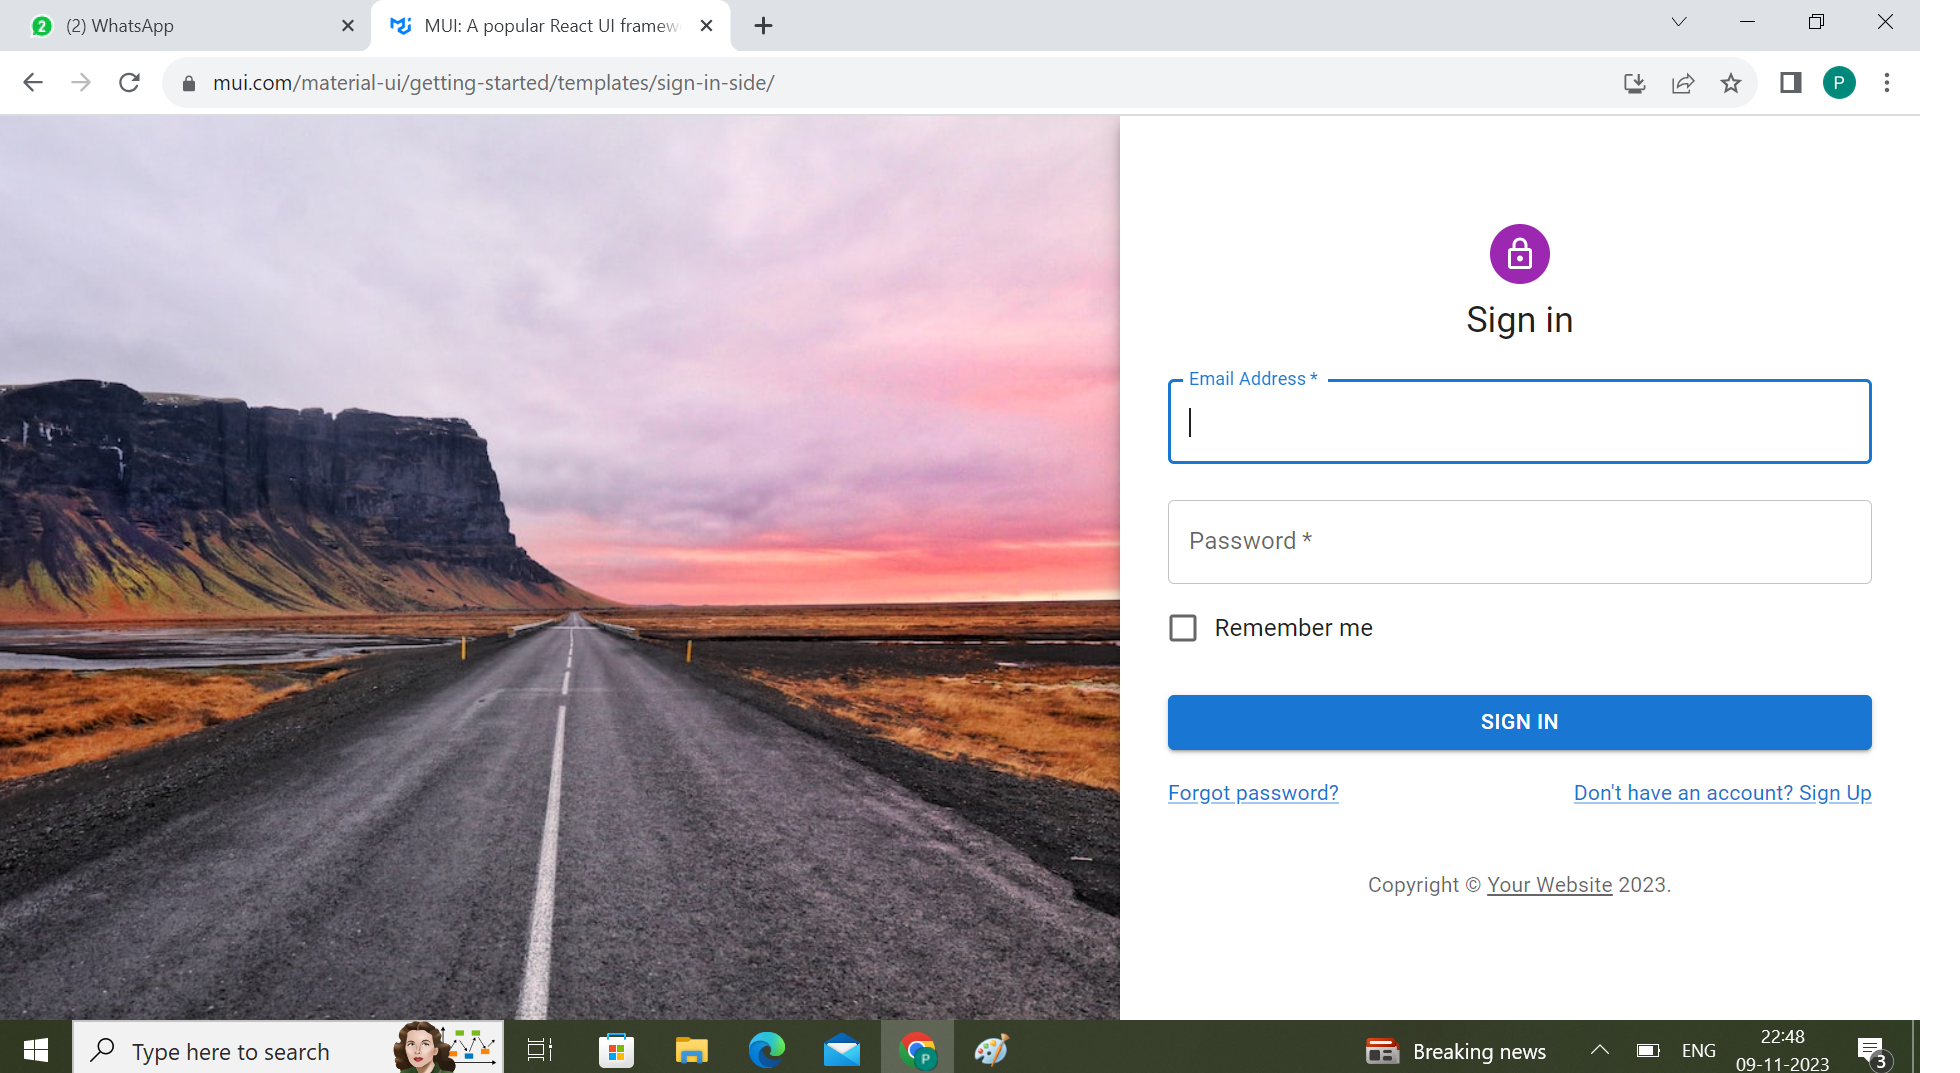 2 (2) WhatsApp
MUI: A popular React UI framew
mui.com/material-ui/getting-started/templates/sign-in-side/
P
Sign in
Email Address *
Password *
Remember me
SIGN IN
Forgot password?
Don't have an account? Sign Up
Copyright © Your Website 2023.
Type here to search
P
Breaking news
ENG
22:48
09-11-2023
3